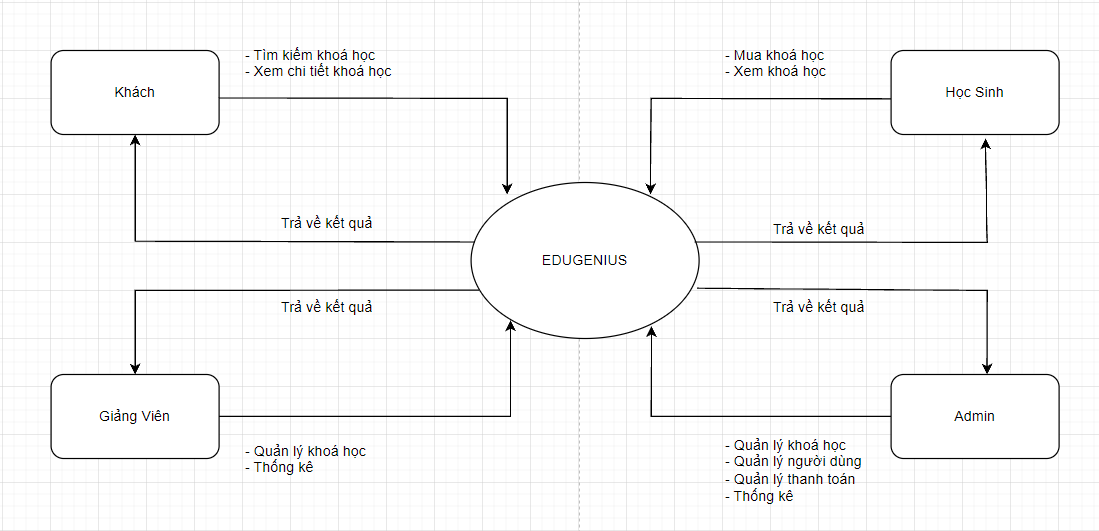 - Tìm kiếm khoá học
- Xem chi tiết khoá học
Khách
- Mua khoá học
- Xem khoá học
Học Sinh
Trả về kết quả
Trả về kết quả
EDUGENIUS
Trả về kết quả
Trả về kết quả
Giảng Viên
- Quản lý khoá học
- Thống kê
Admin
- Quản lý khoá học
- Quản lý người dùng
- Quản lý thanh toán
- Thống kê